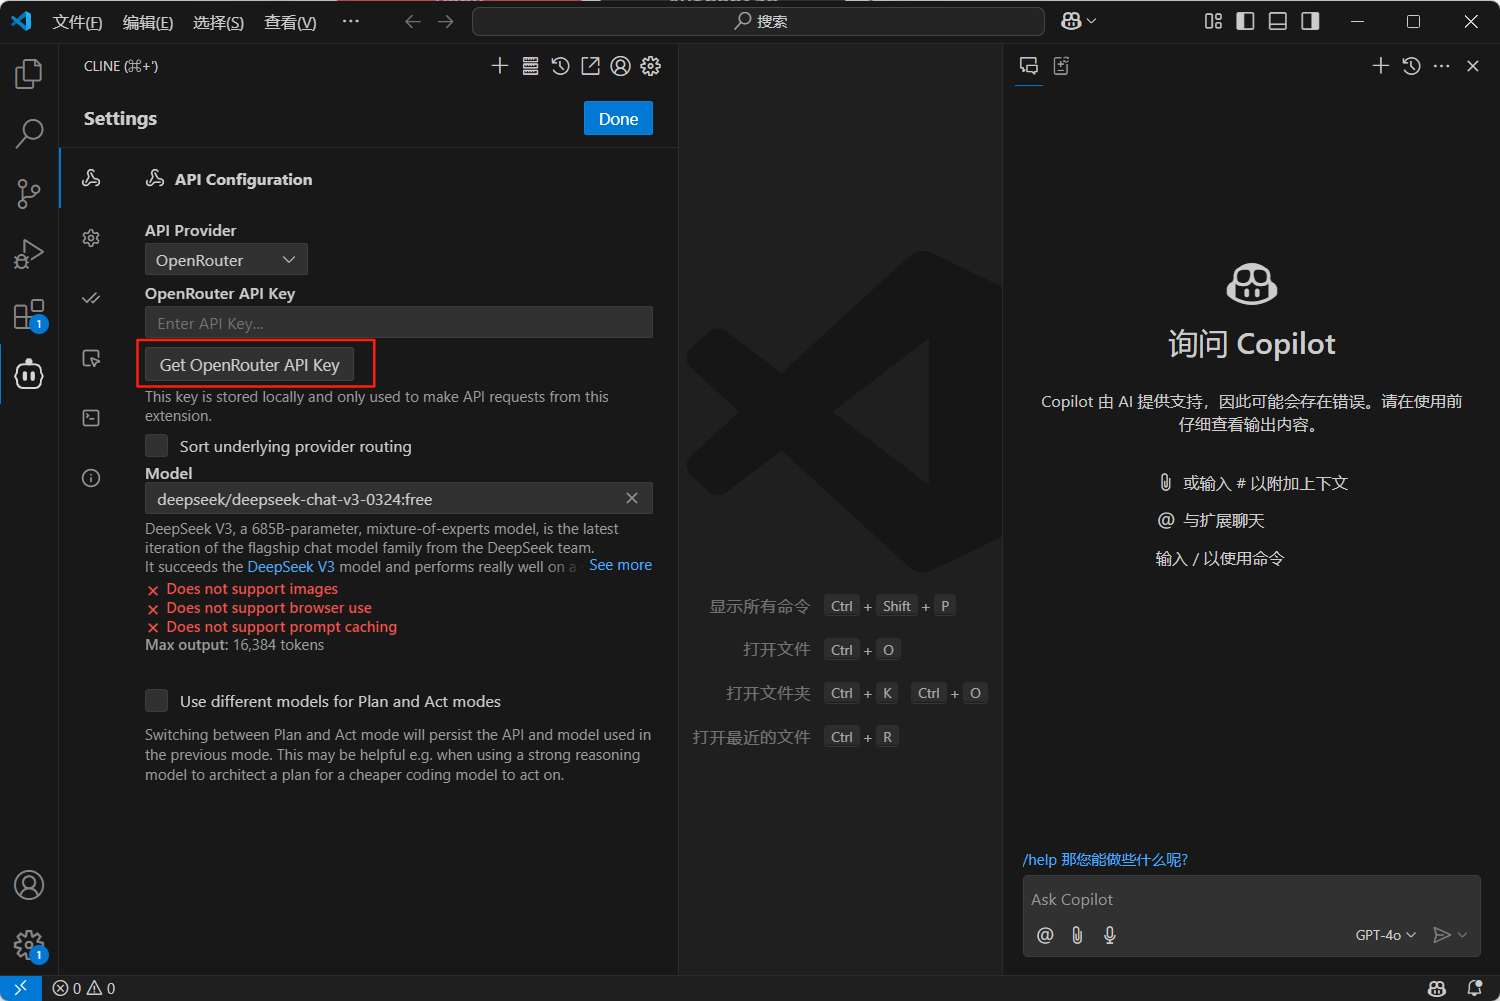 文件(F) 编辑(E) 选择(S) 查看(V) ··· 搜索
CLINE (⌘+')
Settings
Done
API Configuration
API Provider
OpenRouter
OpenRouter API Key
Enter API Key...
Get OpenRouter API Key
This key is stored locally and only used to make API requests from this
extension.
Sort underlying provider routing
Model
deepseek/deepseek-chat-v3-0324:free
DeepSeek V3, a 685B-parameter, mixture-of-experts model, is the latest
iteration of the flagship chat model family from the DeepSeek team.
It succeeds the DeepSeek V3 model and performs really well on a
See more
Does not support images
Does not support browser use
Does not support prompt caching
Max output: 16,384 tokens
Use different models for Plan and Act modes
Switching between Plan and Act mode will persist the API and model used in
the previous mode. This may be helpful e.g. when using a strong reasoning
model to architect a plan for a cheaper coding model to act on.
1
1
显示所有命令 Ctrl + Shift + P
打开文件 Ctrl + O
打开文件夹 Ctrl + K Ctrl + O
打开最近的文件 Ctrl + R
询问 Copilot
Copilot 由 AI 提供支持，因此可能会存在错误。请在使用前
仔细查看输出内容。
或输入 # 以附加上下文
@ 与扩展聊天
输入 / 以使用命令
/help 那您能做些什么呢?
Ask Copilot
@ GPT-4o
0 0